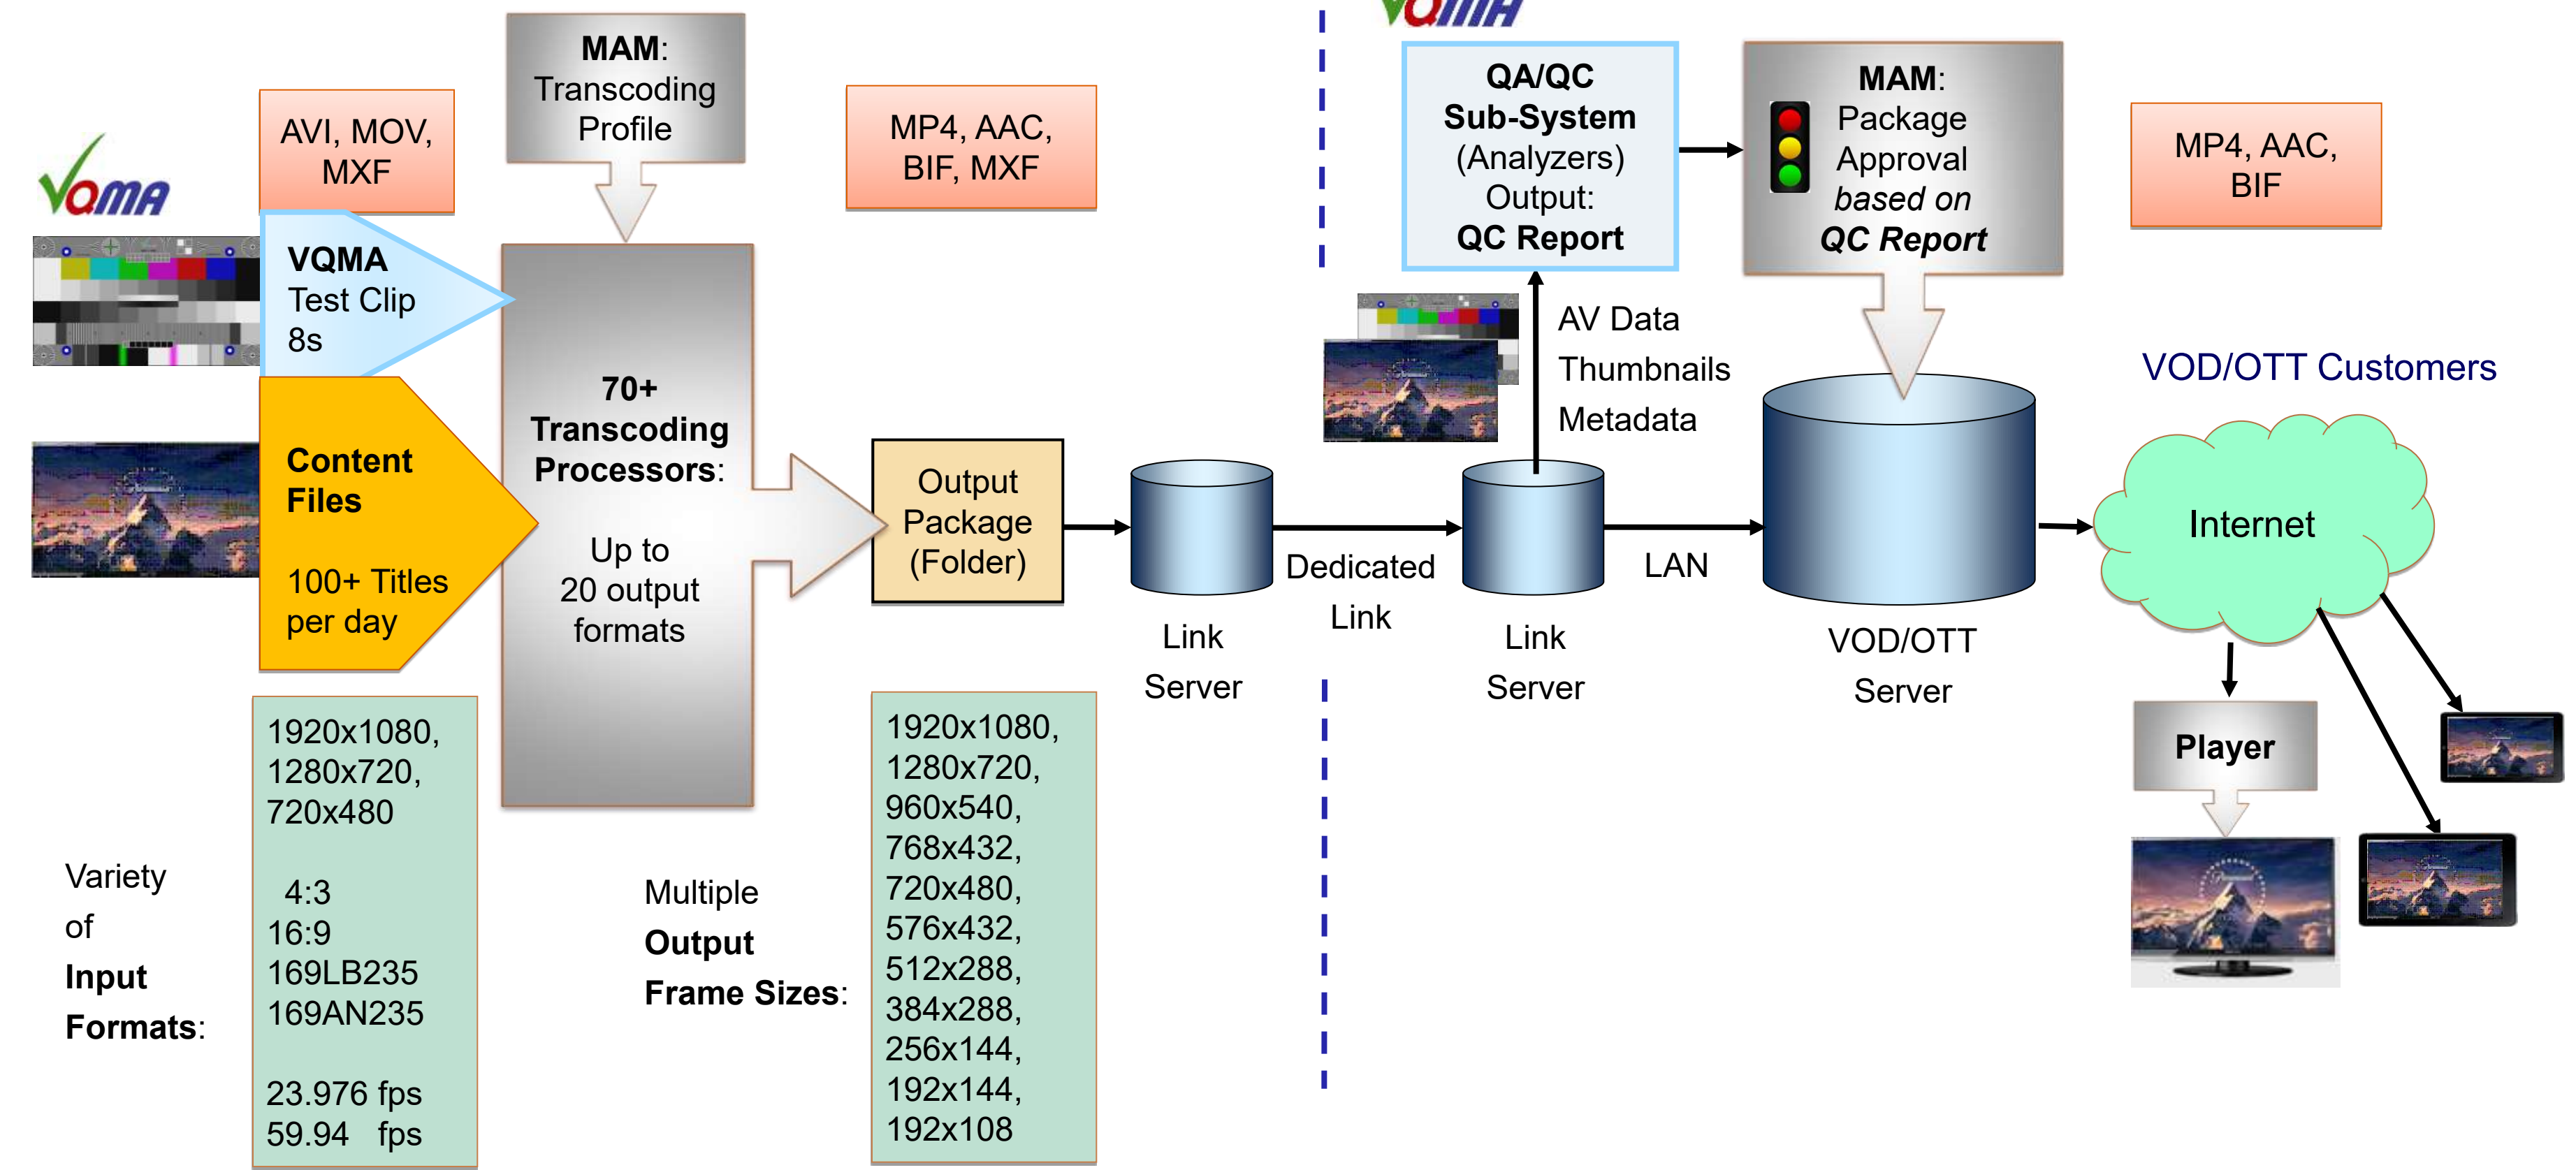 VQMA
AVI, MOV,
MXF
MAM:
Transcoding
Profile
MP4, AAC,
BIF, MXF
VQMA
Test Clip
8s
Content
Files
100+ Titles
per day
70+
Transcoding
Processors:
Up to
20 output
formats
Output
Package
(Folder)
Link
Server
Dedicated
Link
VQMA
QA/QC
Sub-System
(Analyzers)
Output:
QC Report
MAM:
Package
Approval
based on
QC Report
MP4, AAC,
BIF
AV Data
Thumbnails
Metadata
Link
Server
LAN
VOD/OTT
Server
VOD/OTT Customers
Internet
Player
Variety
of
Input
Formats:
1920x1080,
1280x720,
720x480
4:3
16:9
169LB235
169AN235
23.976 fps
59.94 fps
Multiple
Output
Frame Sizes:
1920x1080,
1280x720,
960x540,
768x432,
720x480,
576x432,
512x288,
384x288,
256x144,
192x144,
192x108